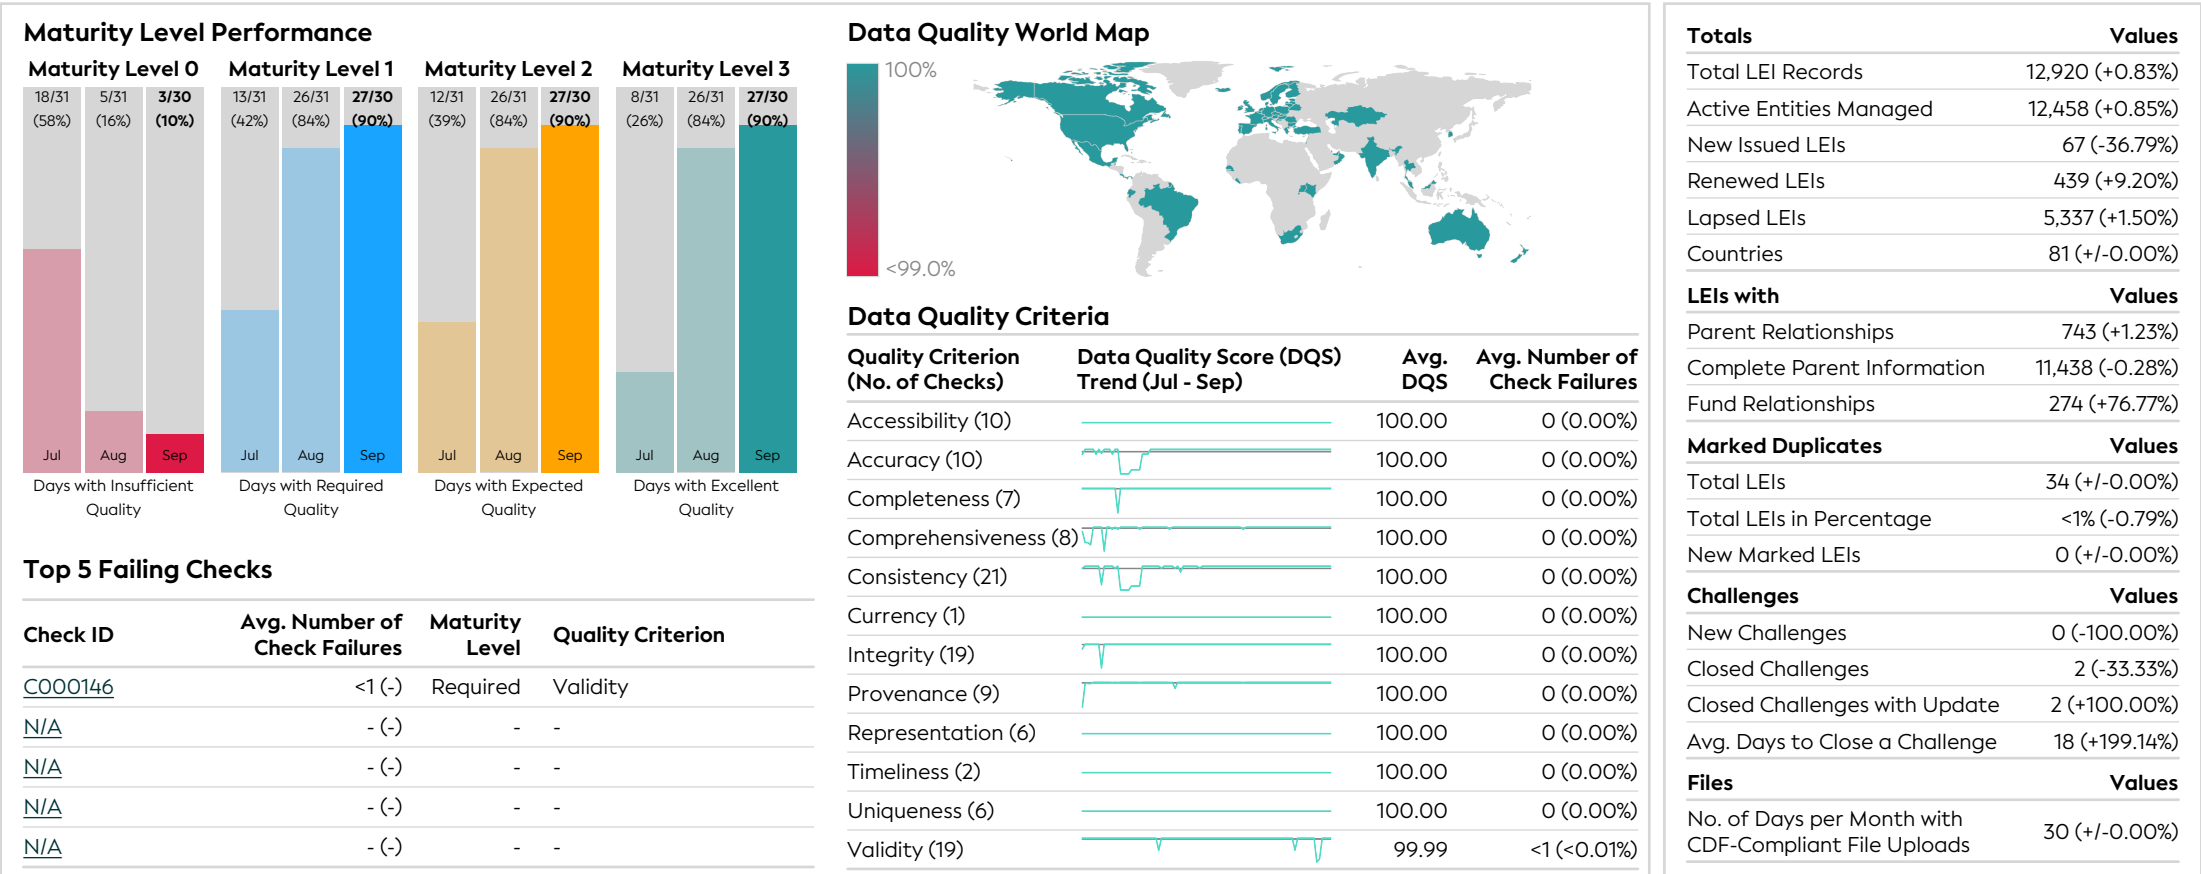 Maturity Level Performance
Maturity Level 0
18/31 5/31 3/30
(58%) (16%) (10%)
Jul Aug Sep
Days with Insufficient
Quality
Maturity Level 1
13/31 26/31 27/30
(42%) (84%) (90%)
Jul Aug Sep
Days with Required
Quality
Maturity Level 2
12/31 26/31 27/30
(39%) (84%) (90%)
Jul Aug Sep
Days with Expected
Quality
Maturity Level 3
8/31 26/31 27/30
(26%) (84%) (90%)
Jul Aug Sep
Days with Excellent
Quality
Top 5 Failing Checks
Check ID Avg. Number of Check Failures Maturity Level Quality Criterion
C000146 <1 (-) Required Validity
N/A - (-) - -
N/A - (-) - -
N/A - (-) - -
N/A - (-) - -
Data Quality World Map
100%
<99.0%
Data Quality Criteria
Quality Criterion (No. of Checks) Data Quality Score (DQS) Trend (Jul - Sep) Avg. DQS Avg. Number of Check Failures
Accessibility (10) 100.00 0 (0.00%)
Accuracy (10) 100.00 0 (0.00%)
Completeness (7) 100.00 0 (0.00%)
Comprehensiveness (8) 100.00 0 (0.00%)
Consistency (21) 100.00 0 (0.00%)
Currency (1) 100.00 0 (0.00%)
Integrity (19) 100.00 0 (0.00%)
Provenance (9) 100.00 0 (0.00%)
Representation (6) 100.00 0 (0.00%)
Timeliness (2) 100.00 0 (0.00%)
Uniqueness (6) 100.00 0 (0.00%)
Validity (19) 99.99 <1 (<0.01%)
Totals Values
Total LEI Records 12,920 (+0.83%)
Active Entities Managed 12,458 (+0.85%)
New Issued LEIs 67 (-36.79%)
Renewed LEIs 439 (+9.20%)
Lapsed LEIs 5,337 (+1.50%)
Countries 81 (+/-0.00%)
LEIs with Values
Parent Relationships 743 (+1.23%)
Complete Parent Information 11,438 (-0.28%)
Fund Relationships 274 (+76.77%)
Marked Duplicates Values
Total LEIs 34 (+/-0.00%)
Total LEIs in Percentage <1% (-0.79%)
New Marked LEIs 0 (+/-0.00%)
Challenges Values
New Challenges 0 (-100.00%)
Closed Challenges 2 (-33.33%)
Closed Challenges with Update 2 (+100.00%)
Avg. Days to Close a Challenge 18 (+199.14%)
Files Values
No. of Days per Month with
CDF-Compliant File Uploads 30 (+/-0.00%)